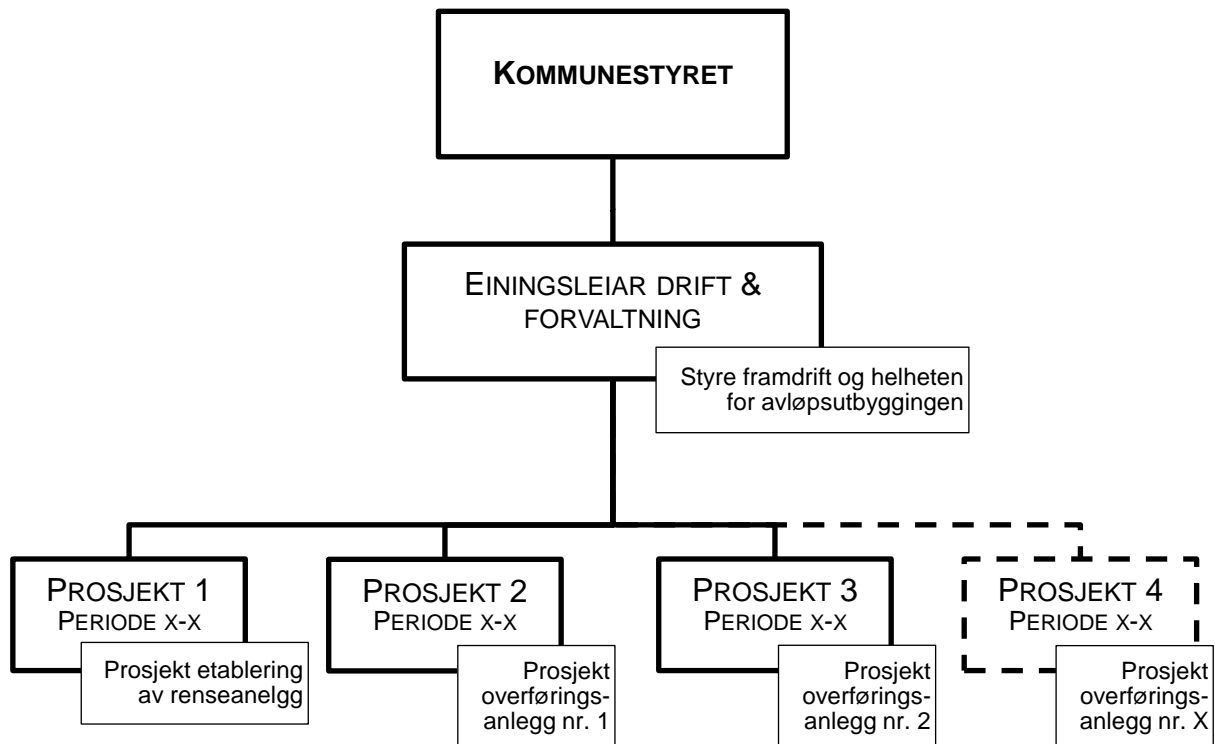 KOMMUNESTYRET
EININGSLEIAR DRIFT &
FORVALTNING
Styre framdrift og helheten
for avløpsutbyggingen
PROSJEKT 1
PERIODE X-X
Prosjekt etablering
av renseanelgg
PROSJEKT 2
PERIODE X-X
Prosjekt
overførings-
anlegg nr. 1
PROSJEKT 3
PERIODE X-X
Prosjekt
overførings-
anlegg nr. 2
PROSJEKT 4
PERIODE X-X
Prosjekt
overførings-
anlegg nr. X